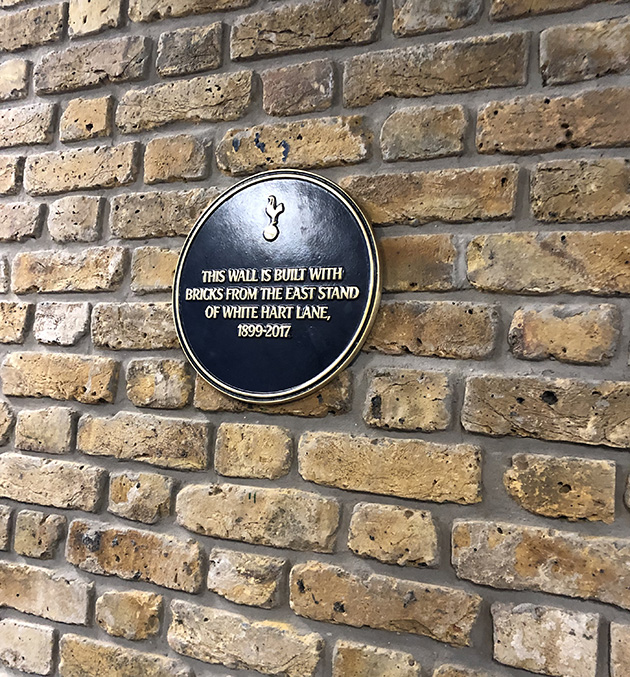 THIS WALL IS BUILT WITH
BRICKS FROM THE EAST STAND
OF WHITE HART LANE,
1899-2017